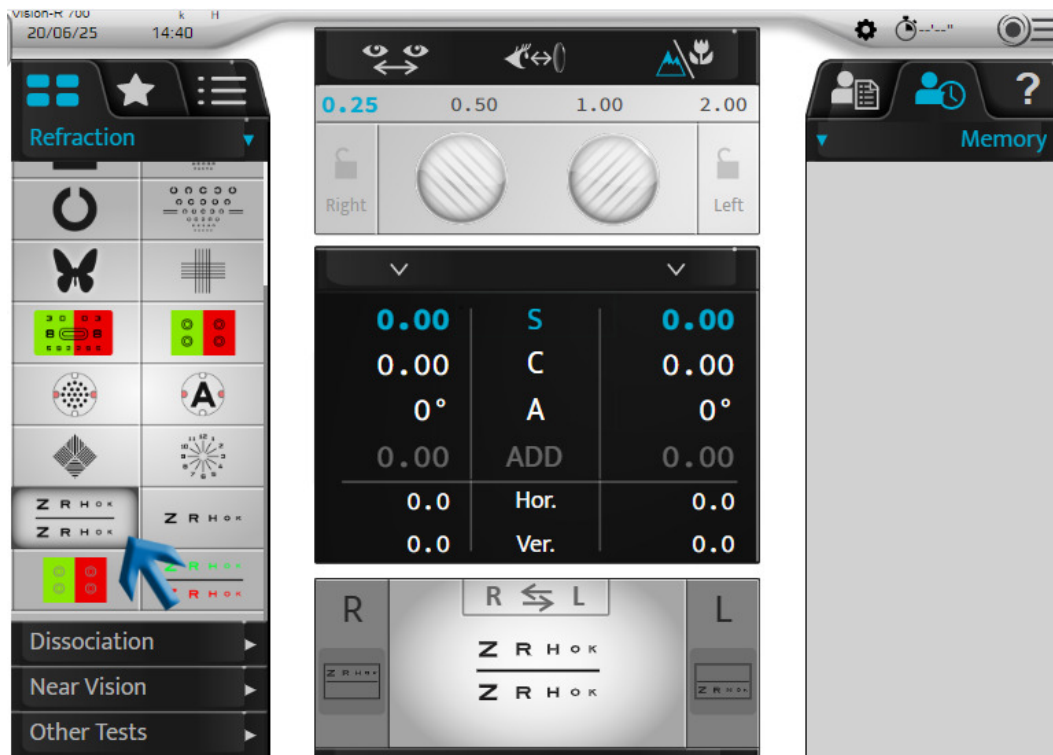 Vision-R 700 k H
20/06/25 14:40 --'--"
0.25 0.50 1.00 2.00
Refraction
Memory
?
Right Left
0.00 S 0.00
0.00 C 0.00
0° A 0°
0.00 ADD 0.00
0.0 Hor. 0.0
0.0 Ver. 0.0
A
Z R H O K
Z R H O K
Z R H O K
Z R H O K
Z R H O K
Dissociation
Near Vision
Other Tests
R R L L
Z R H O K
Z R H O K